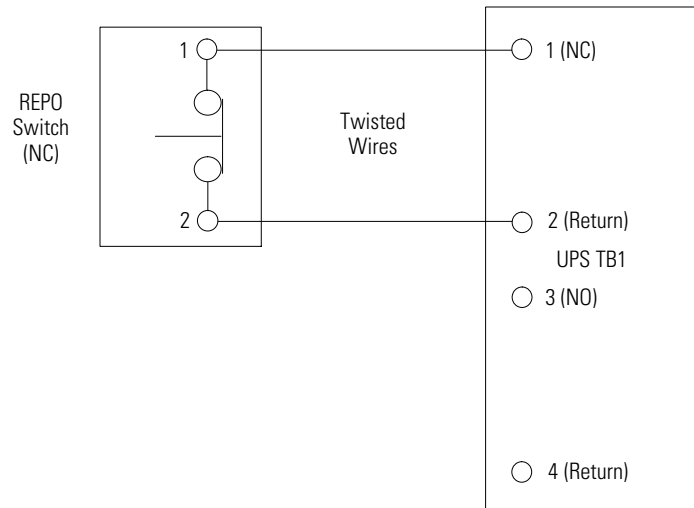 REPO
Switch
(NC)
1
2
Twisted
Wires
1 (NC)
2 (Return)
UPS TB1
3 (NO)
4 (Return)